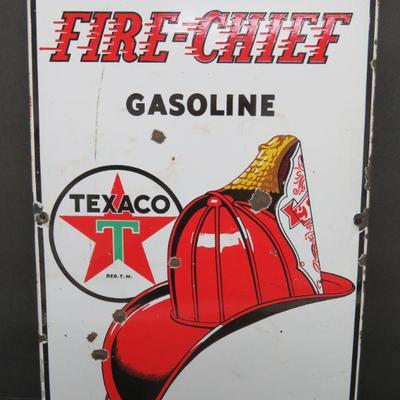 FIRE-CHIEF
GASOLINE
TEXACO
T
REG. T.M.